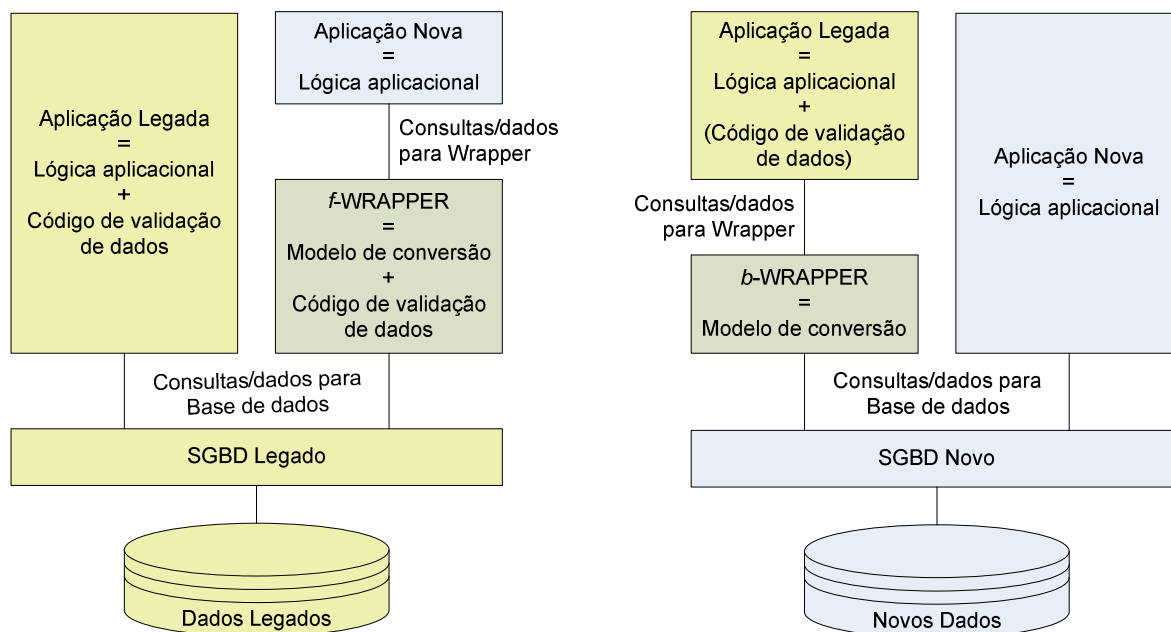 Aplicação Legada
=
Lógica aplicacional
+
Código de validação
de dados
Aplicação Nova
=
Lógica aplicacional
Consultas/dados
para Wrapper
f-WRAPPER
=
Modelo de conversão
+
Código de validação
de dados
Consultas/dados para
Base de dados
SGBD Legado
Dados Legados
Aplicação Legada
=
Lógica aplicacional
+
(Código de validação
de dados)
Consultas/dados
para Wrapper
b-WRAPPER
=
Modelo de conversão
Aplicação Nova
=
Lógica aplicacional
Consultas/dados para
Base de dados
SGBD Novo
Novos Dados